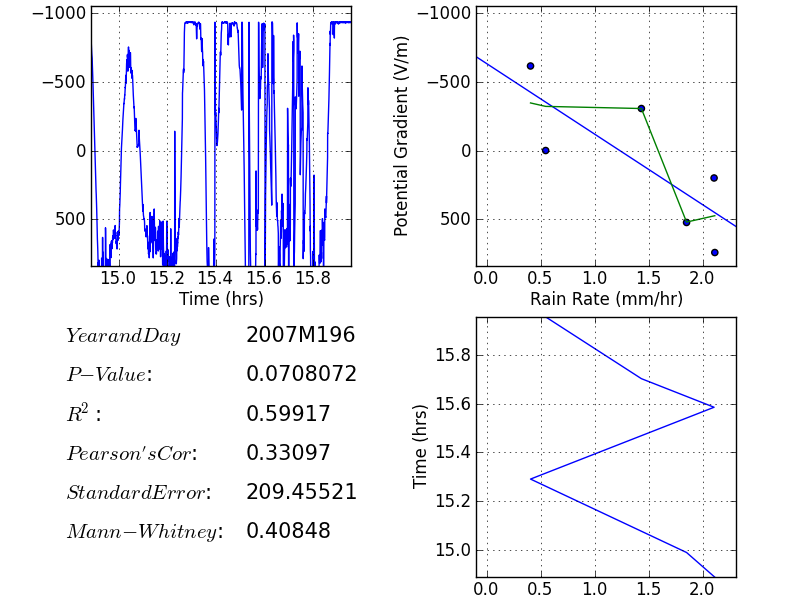 −1000
−500
0
500
15.0 15.2 15.4 15.6 15.8
Time (hrs)
Potential Gradient (V/m)
−1000
−500
0
500
0.0 0.5 1.0 1.5 2.0
Rain Rate (mm/hr)
YearandDay 2007M196
P−Value: 0.0708072
R² : 0.59917
Pearson'sCor: 0.33097
StandardError: 209.45521
Mann−Whitney: 0.40848
Time (hrs)
15.8
15.6
15.4
15.2
15.0
0.0 0.5 1.0 1.5 2.0